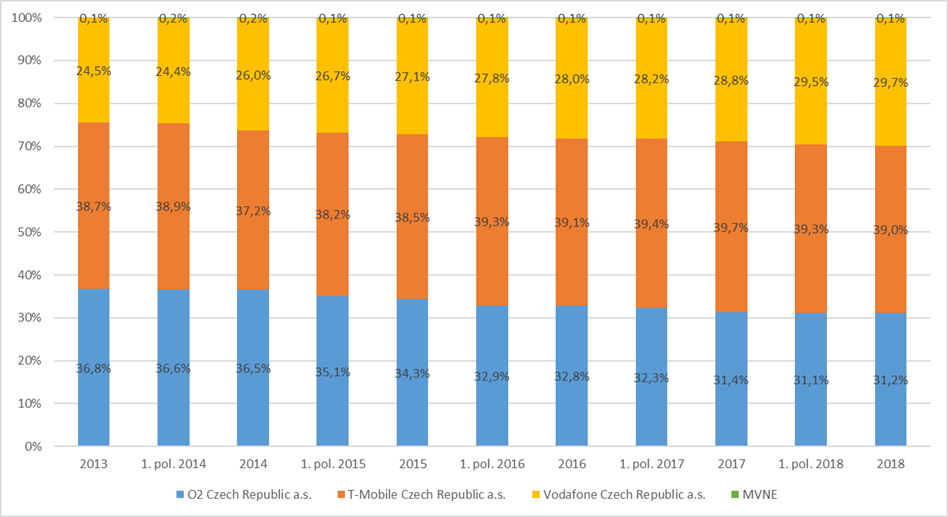 100%
90%
80%
70%
60%
50%
40%
30%
20%
10%
0%
0,1% 0,2% 0,2% 0,1% 0,1% 0,1% 0,1% 0,1% 0,1% 0,1% 0,1%
24,5% 24,4% 26,0% 26,7% 27,1% 27,8% 28,0% 28,2% 28,8% 29,5% 29,7%
38,7% 38,9% 37,2% 38,2% 38,5% 39,3% 39,1% 39,4% 39,7% 39,3% 39,0%
36,8% 36,6% 36,5% 35,1% 34,3% 32,9% 32,8% 32,3% 31,4% 31,1% 31,2%
2013 1. pol. 2014 2014 1. pol. 2015 2015 1. pol. 2016 2016 1. pol. 2017 2017 1. pol. 2018 2018
O2 Czech Republic a.s. T-Mobile Czech Republic a.s. Vodafone Czech Republic a.s. MVNE